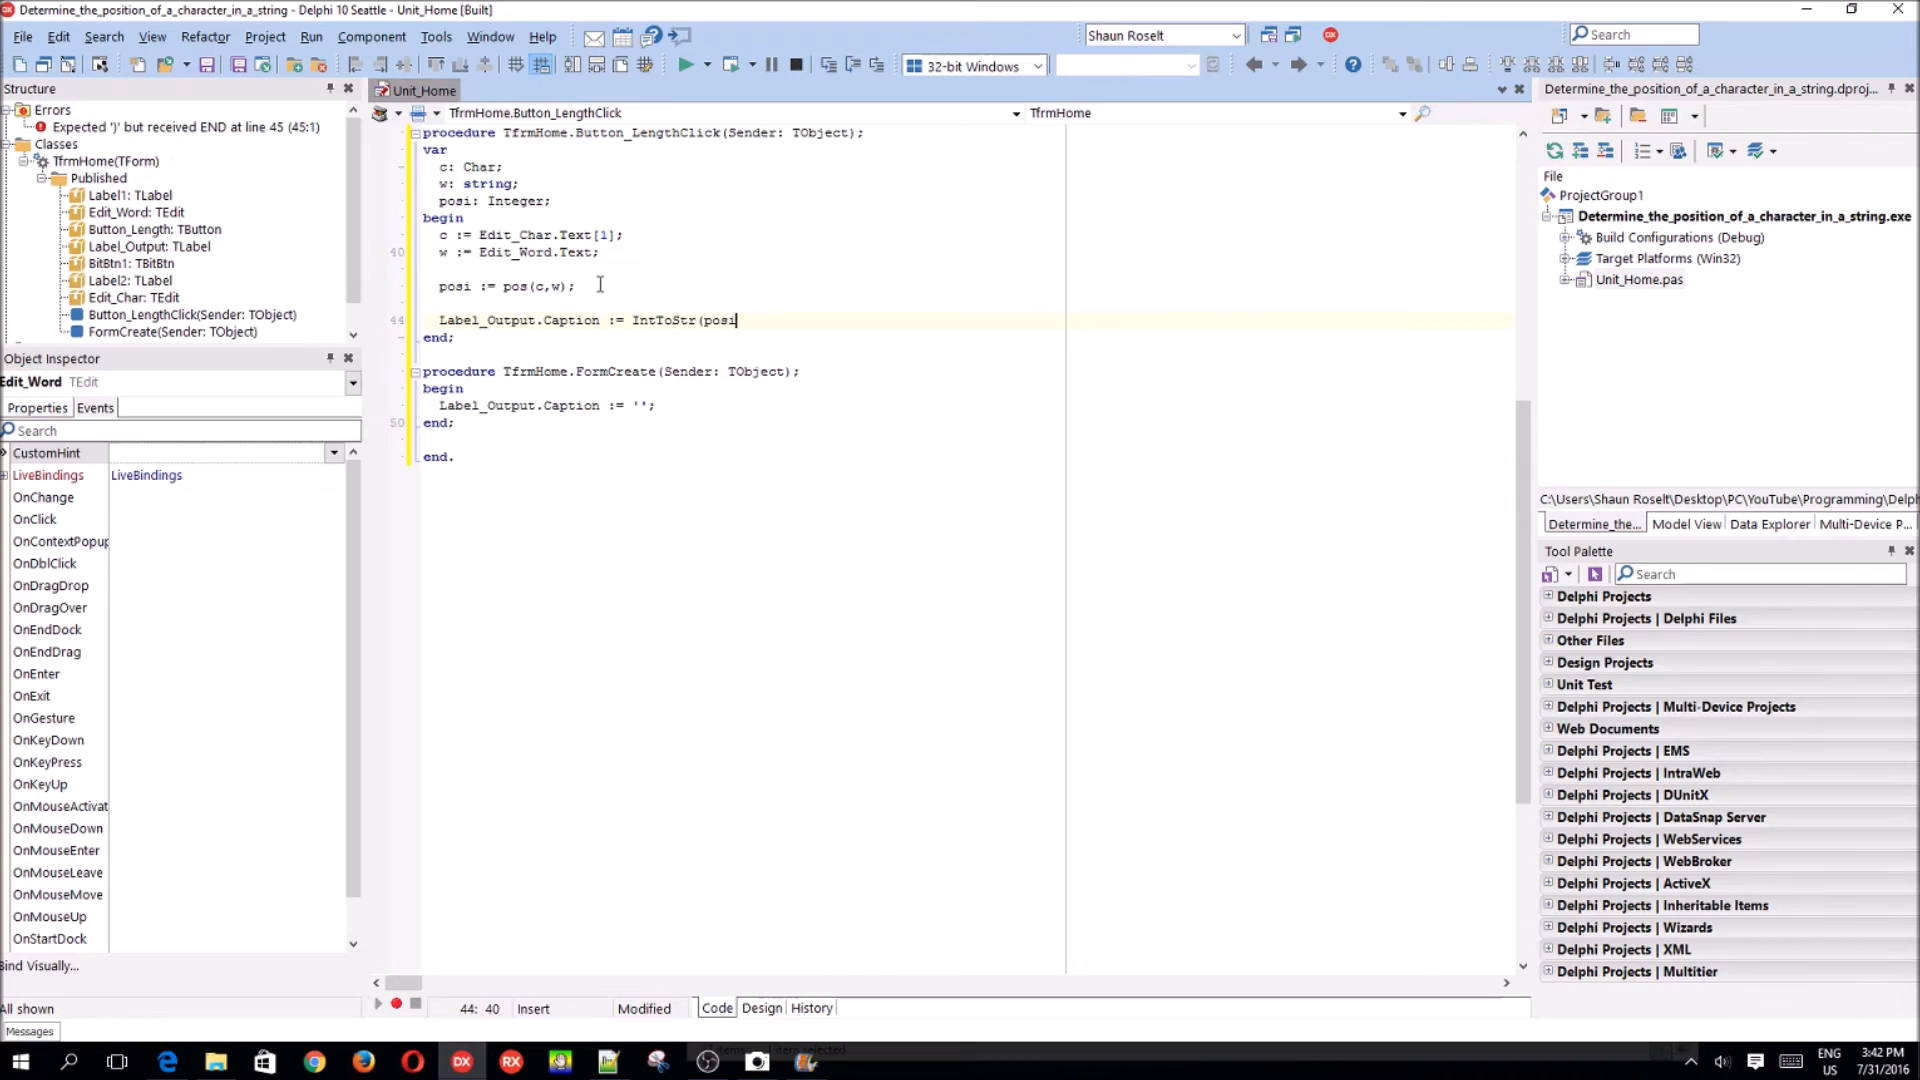 Determine_the_position_of_a_character_in_a_string - Delphi 10 Seattle - Unit_Home [Built]
File Edit Search View Refactor Project Run Component Tools Window Help
Shaun Roselt
Search
32-bit Windows
Structure
Errors
Expected ')' but received END at line 45 (45:1)
Classes
TfrmHome(TForm)
Published
Label1: TLabel
Edit_Word: TEdit
Button_Length: TButton
Label_Output: TLabel
BitBtn1: TBitBtn
Label2: TLabel
Edit_Char: TEdit
Button_LengthClick(Sender: TObject)
FormCreate(Sender: TObject)
Object Inspector
Edit_Word TEdit
Properties Events
Search
CustomHint
LiveBindings LiveBindings
OnChange
OnClick
OnContextPopup
OnDblClick
OnDragDrop
OnDragOver
OnEndDock
OnEndDrag
OnEnter
OnExit
OnGesture
OnKeyDown
OnKeyPress
OnKeyUp
OnMouseActivat
OnMouseDown
OnMouseEnter
OnMouseLeave
OnMouseMove
OnMouseUp
OnStartDock
Bind Visually...
All shown
Messages
Unit_Home
TfrmHome.Button_LengthClick TfrmHome
procedure TfrmHome.Button_LengthClick(Sender: TObject);
var
c: Char;
w: string;
posi: Integer;
begin
c := Edit_Char.Text[1];
40 w := Edit_Word.Text;
posi := pos(c,w);
44 Label_Output.Caption := IntToStr(posi
end;
procedure TfrmHome.FormCreate(Sender: TObject);
begin
Label_Output.Caption := '';
50 end;
end.
44: 40 Insert Modified Code Design History
Determine_the_position_of_a_character_in_a_string.dproj...
File
ProjectGroup1
Determine_the_position_of_a_character_in_a_string.exe
Build Configurations (Debug)
Target Platforms (Win32)
Unit_Home.pas
C:\Users\Shaun Roselt\Desktop\PC\YouTube\Programming\Delph
Determine_the... Model View Data Explorer Multi-Device P...
Tool Palette
Search
Delphi Projects
Delphi Projects | Delphi Files
Other Files
Design Projects
Unit Test
Delphi Projects | Multi-Device Projects
Web Documents
Delphi Projects | EMS
Delphi Projects | IntraWeb
Delphi Projects | DUnitX
Delphi Projects | DataSnap Server
Delphi Projects | WebServices
Delphi Projects | WebBroker
Delphi Projects | ActiveX
Delphi Projects | Inheritable Items
Delphi Projects | Wizards
Delphi Projects | XML
Delphi Projects | Multitier
DX RX
ENG
US
3:42 PM
7/31/2016